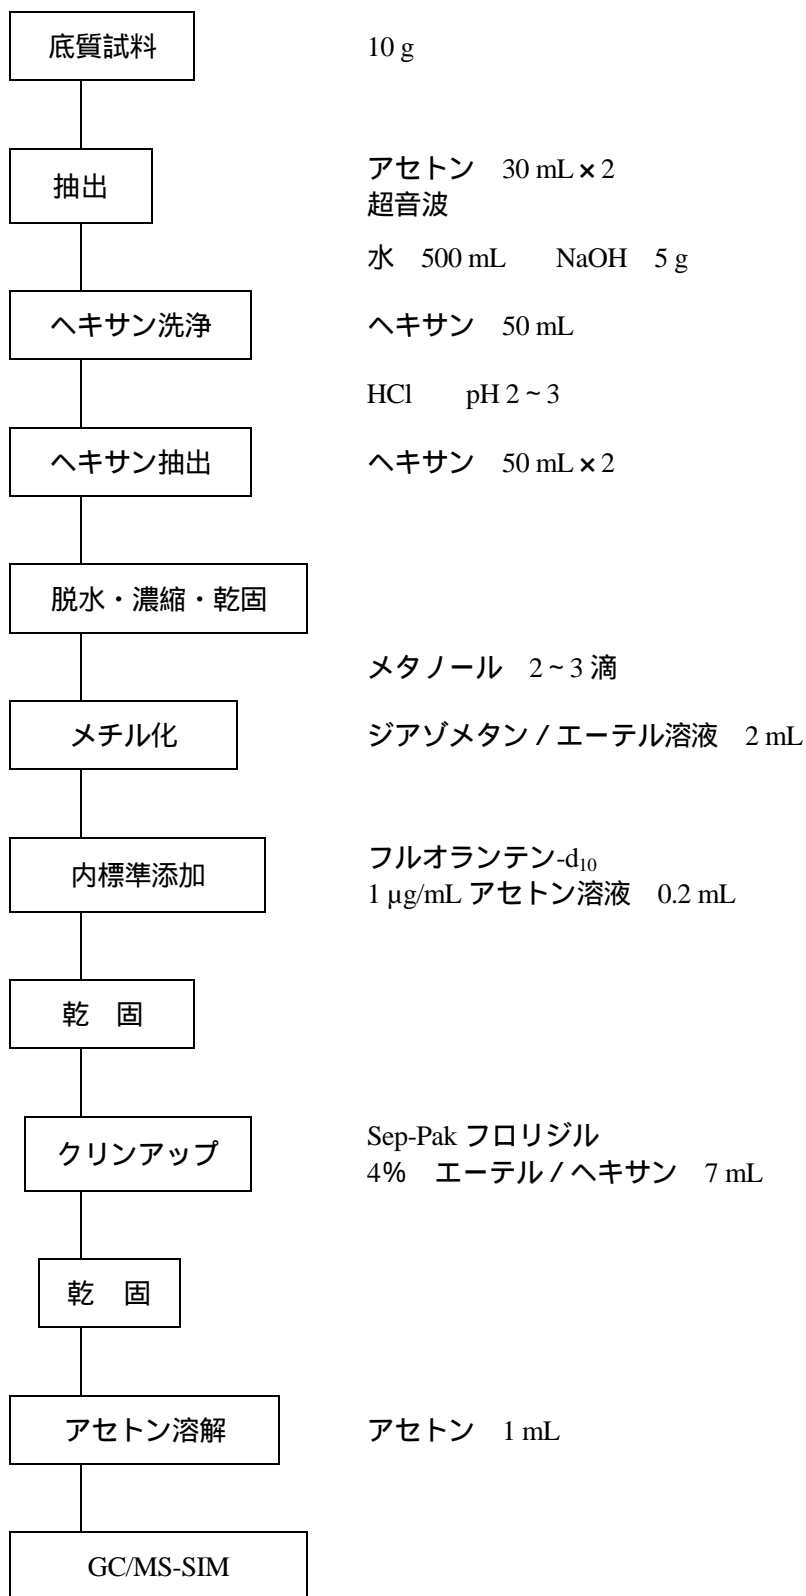 底質試料 10 g
抽出 アセトン 30 mL×2
超音波
水 500 mL NaOH 5 g
ヘキサン洗浄 ヘキサン 50 mL
HCl pH 2~3
ヘキサン抽出 ヘキサン 50 mL×2
脱水・濃縮・乾固
メタノール 2~3 滴
メチル化 ジアゾメタン/エーテル溶液 2 mL
内標準添加 フルオランテン-d₁₀
1 µg/mL アセトン溶液 0.2 mL
乾 固
クリンアップ Sep-Pak フロリジル
4% エーテル/ヘキサン 7 mL
乾 固
アセトン溶解 アセトン 1 mL
GC/MS-SIM